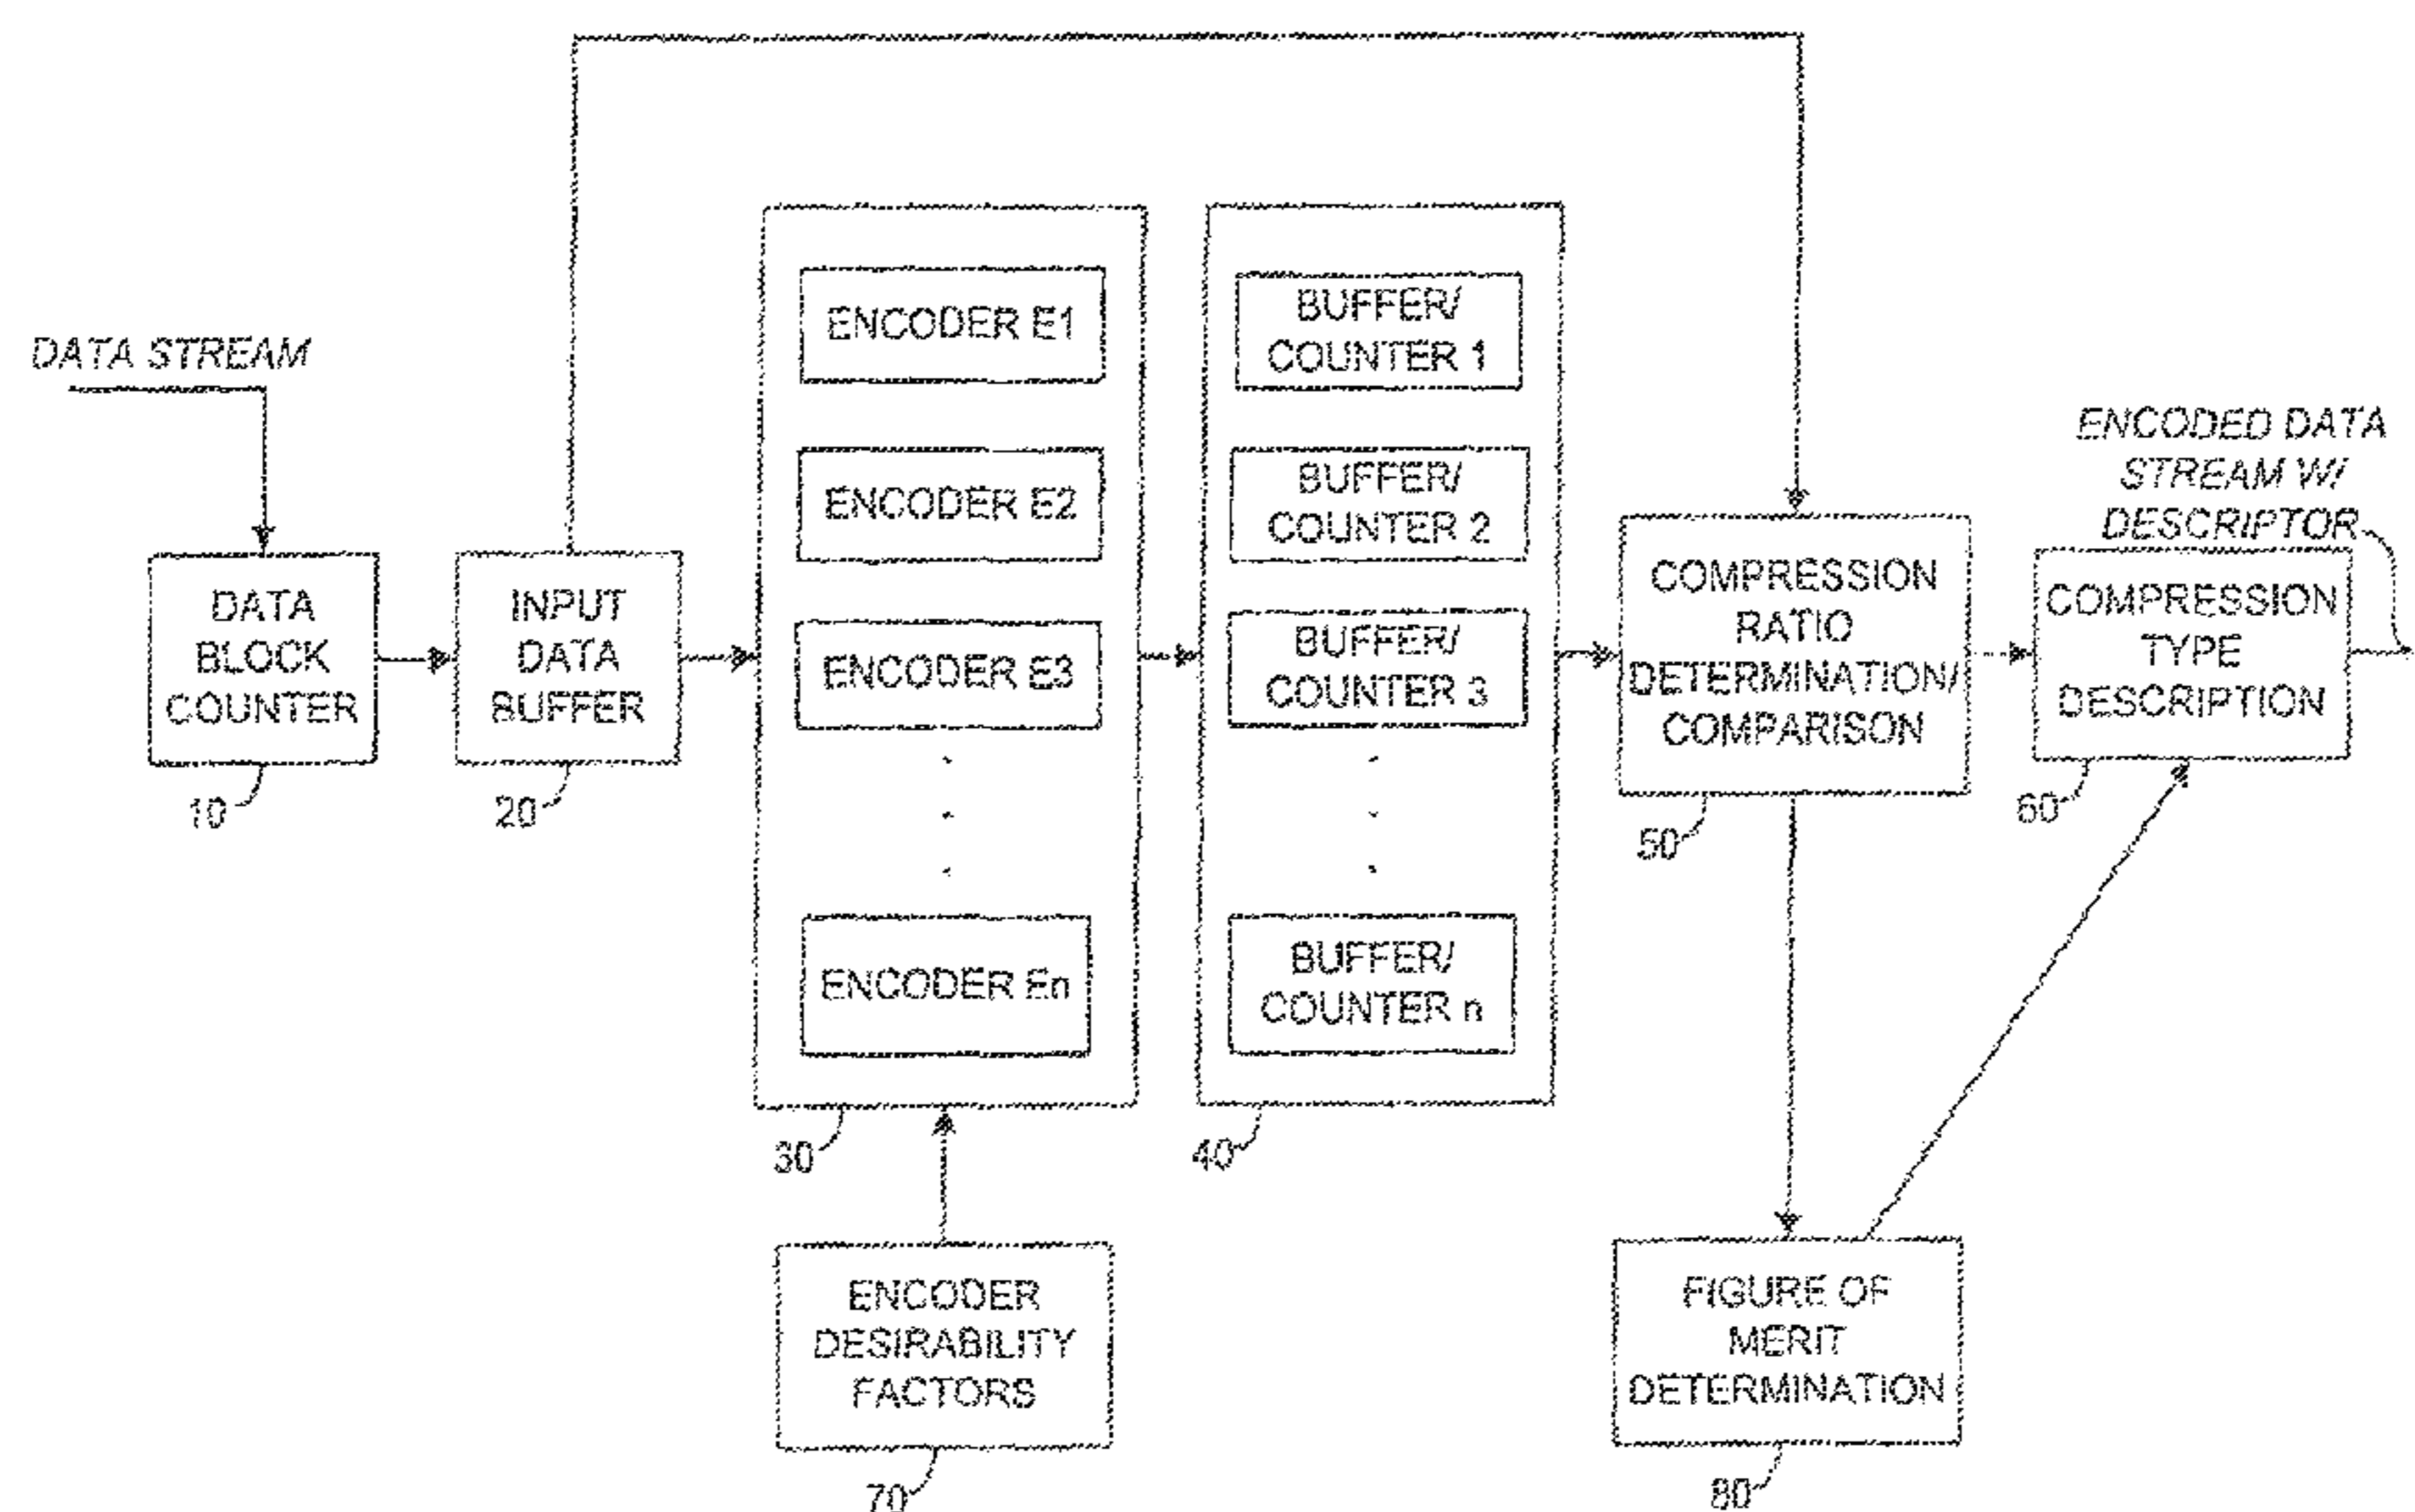 DATA STREAM
DATA
BLOCK
COUNTER
10
INPUT
DATA
BUFFER
20
ENCODER E1
ENCODER E2
ENCODER E3
.
.
.
ENCODER En
30
BUFFER/
COUNTER 1
BUFFER/
COUNTER 2
BUFFER/
COUNTER 3
.
.
.
BUFFER/
COUNTER n
40
COMPRESSION
RATIO
DETERMINATION/
COMPARISON
50
ENCODED DATA
STREAM W/
DESCRIPTOR
COMPRESSION
TYPE
DESCRIPTION
60
ENCODER
DESIRABILITY
FACTORS
70
FIGURE OF
MERIT
DETERMINATION
80